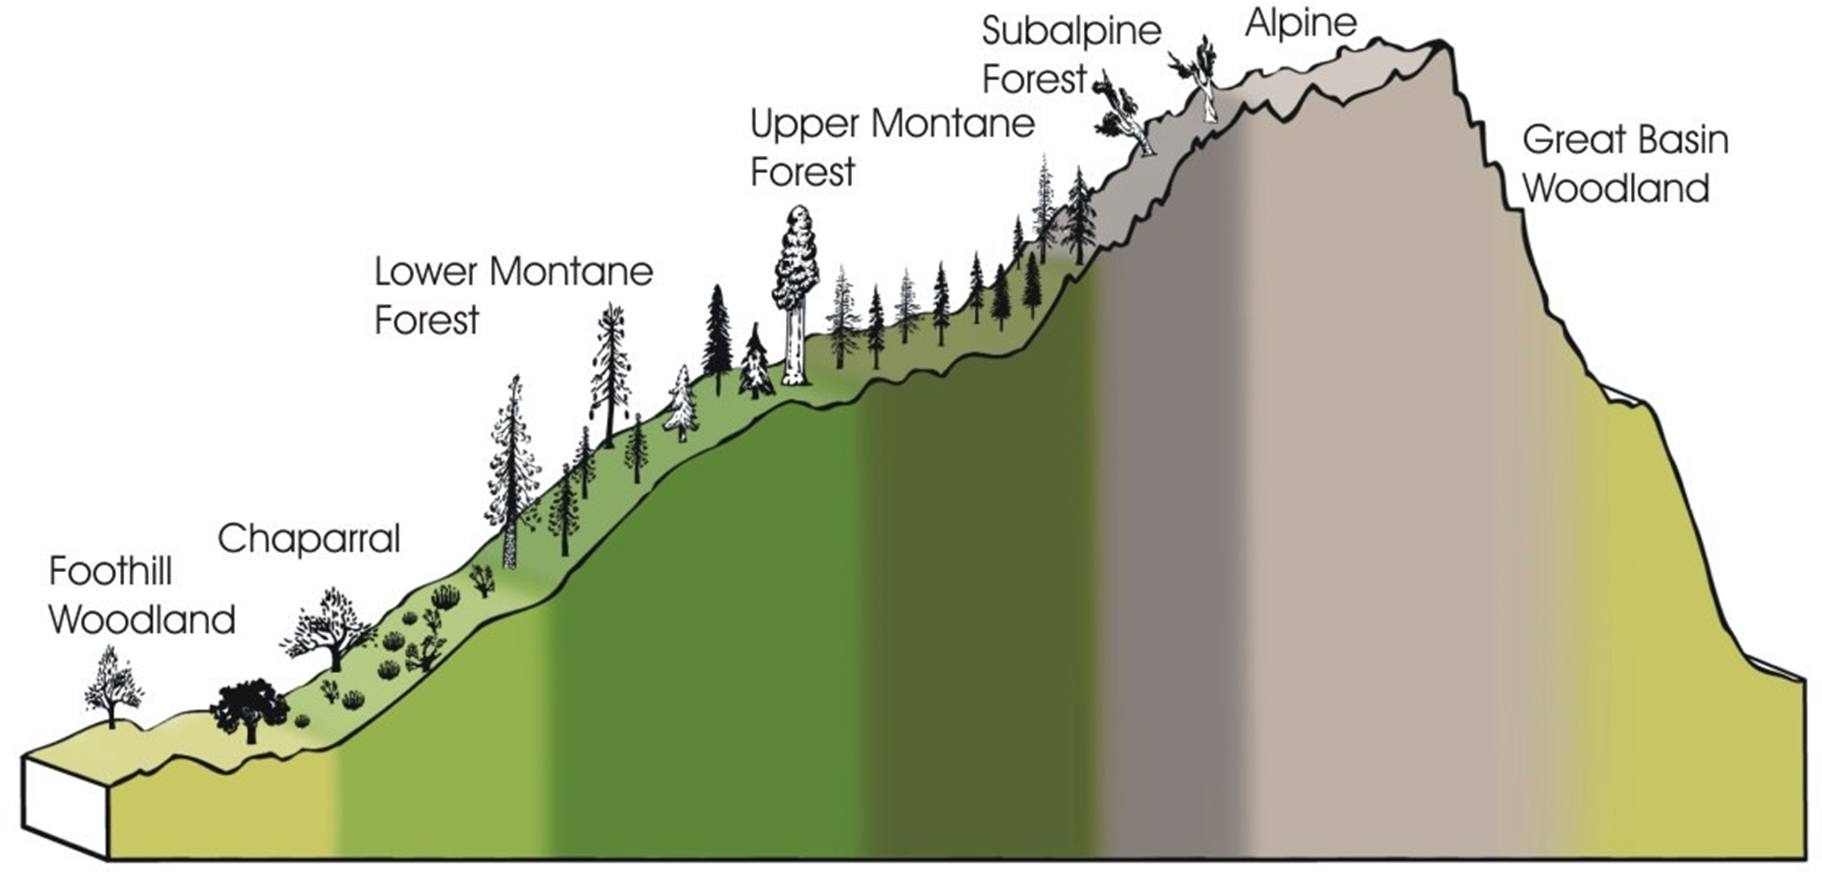 Subalpine
Forest
Alpine
Upper Montane
Forest
Great Basin
Woodland
Lower Montane
Forest
Chaparral
Foothill
Woodland